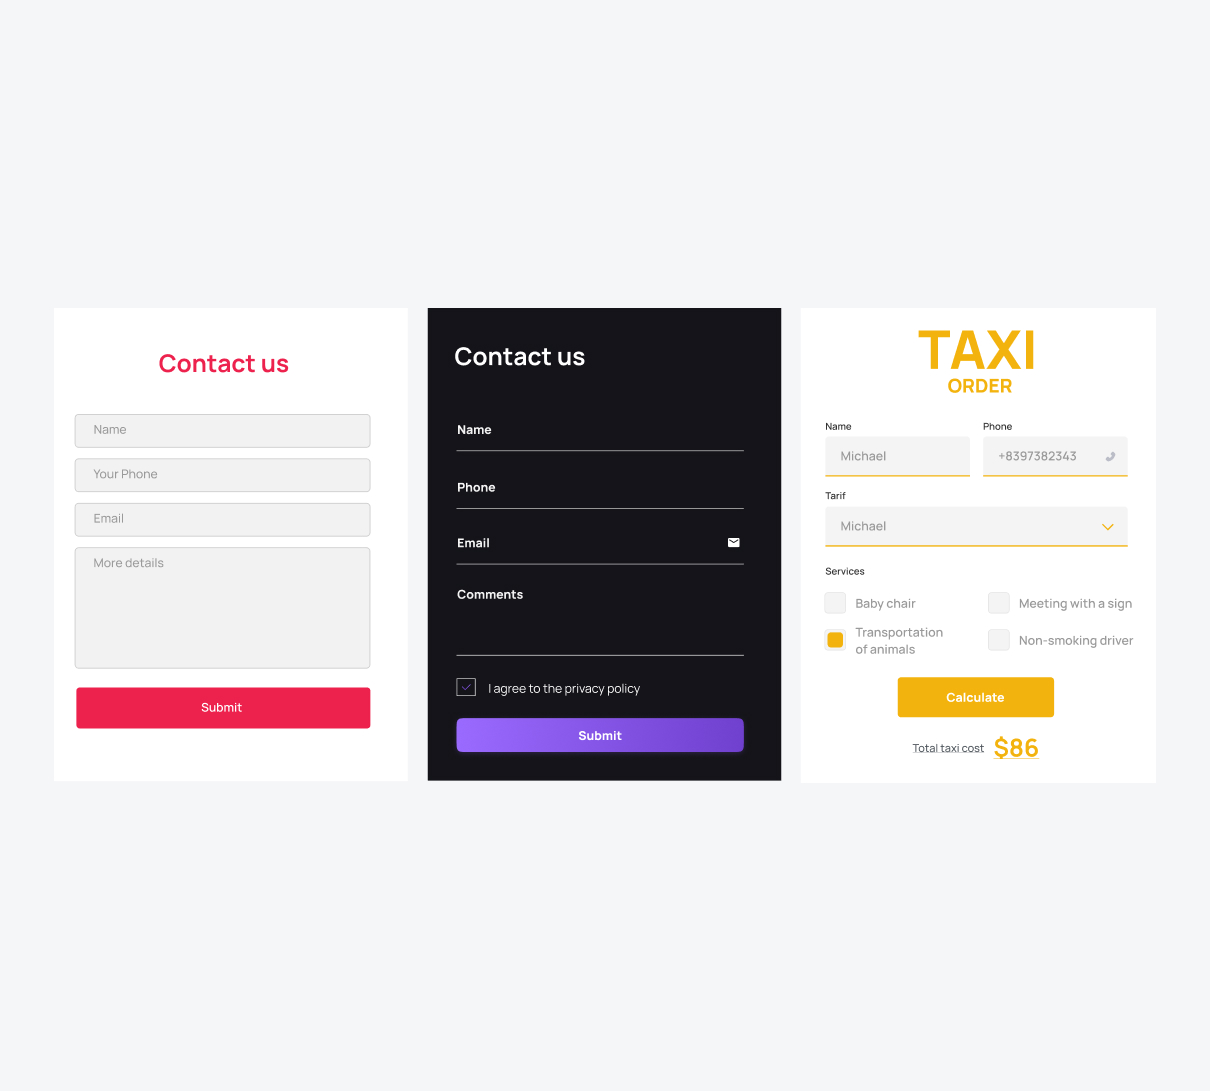 Contact us
Name
Your Phone
Email
More details
Submit
Contact us
Name
Phone
Email
Comments
I agree to the privacy policy
Submit
TAXI
ORDER
Name
Phone
Michael
+8397382343
Tarif
Michael
Services
Baby chair
Meeting with a sign
Transportation
of animals
Non-smoking driver
Calculate
Total taxi cost $86